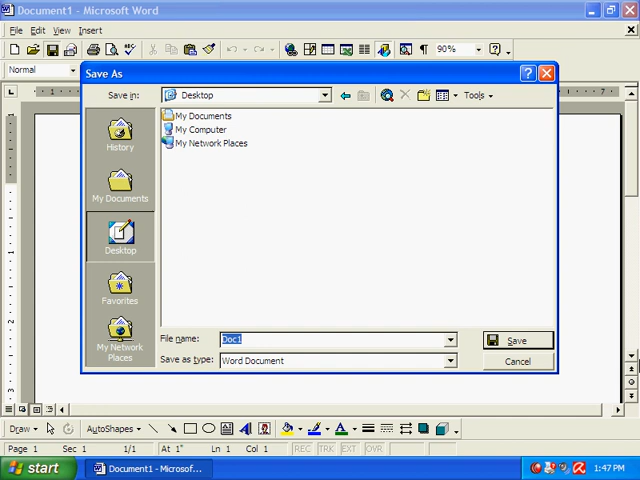 Document1 - Microsoft Word
File Edit View Insert
90%
Normal
Save As
Save in: Desktop Tools
History
My Documents
Desktop
Favorites
My Network
Places
My Documents
My Computer
My Network Places
File name: Doc1 Save
Save as type: Word Document Cancel
Draw AutoShapes
Page 1 Sec 1 1/1 At 1" Ln 1 Col 1 REC TRK EXT OVR
start Document1 - Microsof... 1:47 PM